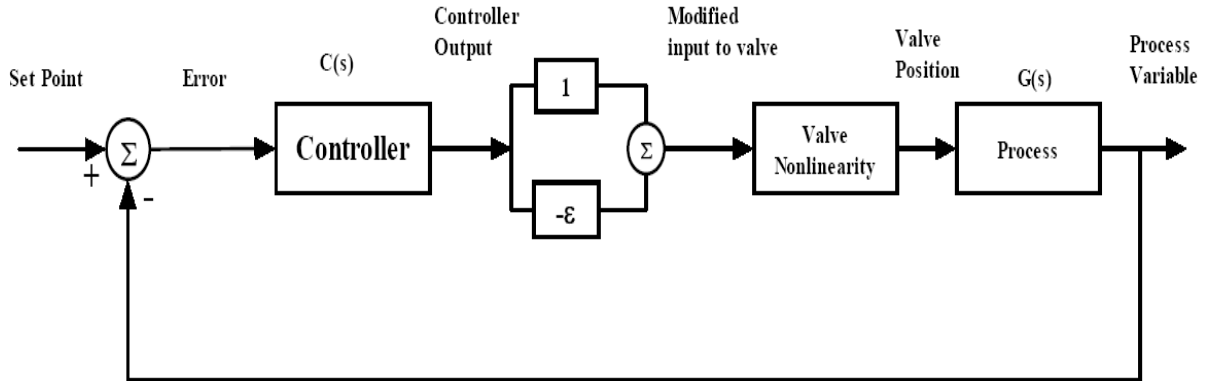 Set Point
+
-
Σ
Error
C(s)
Controller
Controller
Output
1
-ε
Σ
Modified
input to valve
Valve
Nonlinearity
Valve
Position
G(s)
Process
Process
Variable